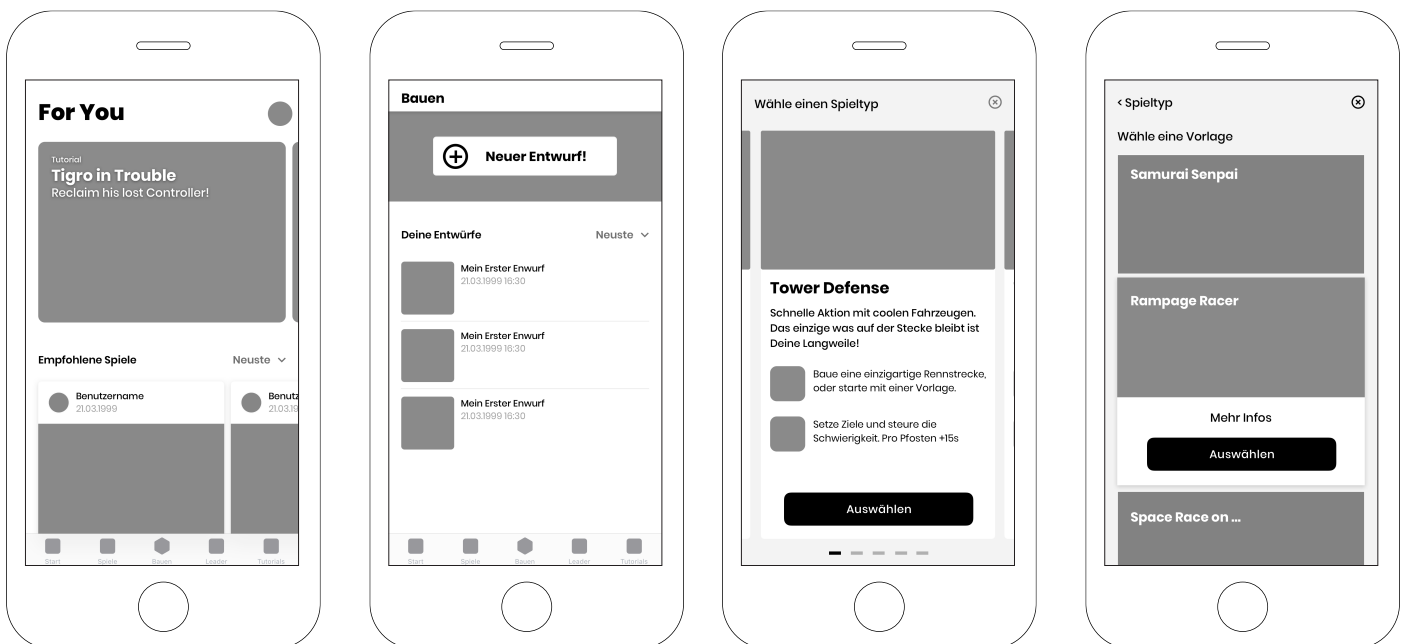 For You
Tutorial
Tigro in Trouble
Reclaim his lost Controller!
Empfohlene Spiele
Neuste
Benutzername
21.03.1999
Benutz
21.03.19
Start
Spiele
Bauen
Leader
Tutorials
Bauen
Neuer Entwurf!
Deine Entwürfe
Neuste
Mein Erster Enwurf
21.03.1999 16:30
Mein Erster Enwurf
21.03.1999 16:30
Mein Erster Enwurf
21.03.1999 16:30
Start
Spiele
Bauen
Leader
Tutorials
Wähle einen Spieltyp
Tower Defense
Schnelle Aktion mit coolen Fahrzeugen.
Das einzige was auf der Stecke bleibt ist
Deine Langweile!
Baue eine einzigartige Rennstrecke,
oder starte mit einer Vorlage.
Setze Ziele und steure die
Schwierigkeit. Pro Pfosten +15s
Auswählen
< Spieltyp
Wähle eine Vorlage
Samurai Senpai
Rampage Racer
Mehr Infos
Auswählen
Space Race on ...